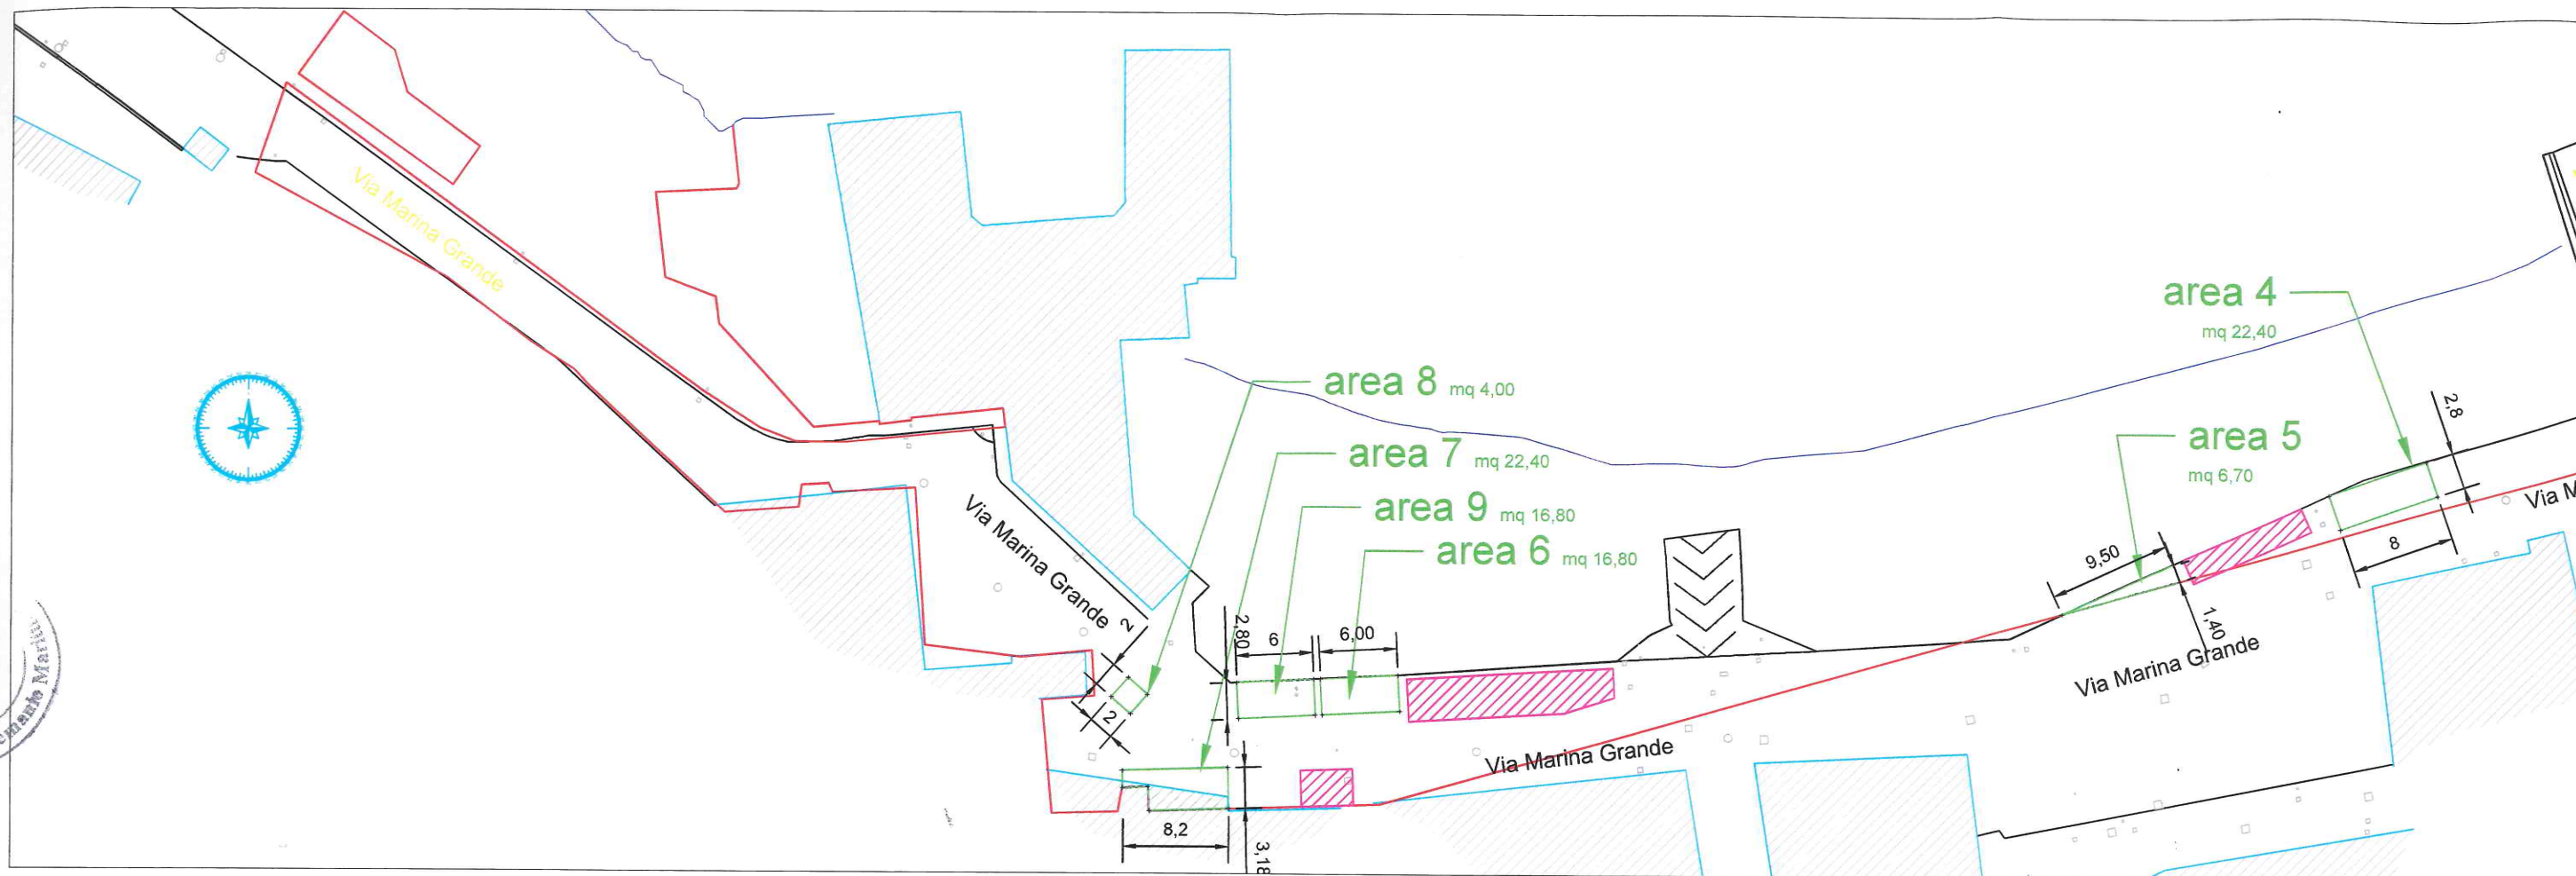 Via Marina Grande
area 4
mq 22,40
area 8 mq 4,00
2,8
area 5
mq 6,70
area 7 mq 22,40
8
Via M
area 9 mq 16,80
Via Marina Grande
area 6 mq 16,80
9,50
1,40
2
2,80
6
6,00
Via Marina Grande
2
Via Marina Grande
8,2
3,18